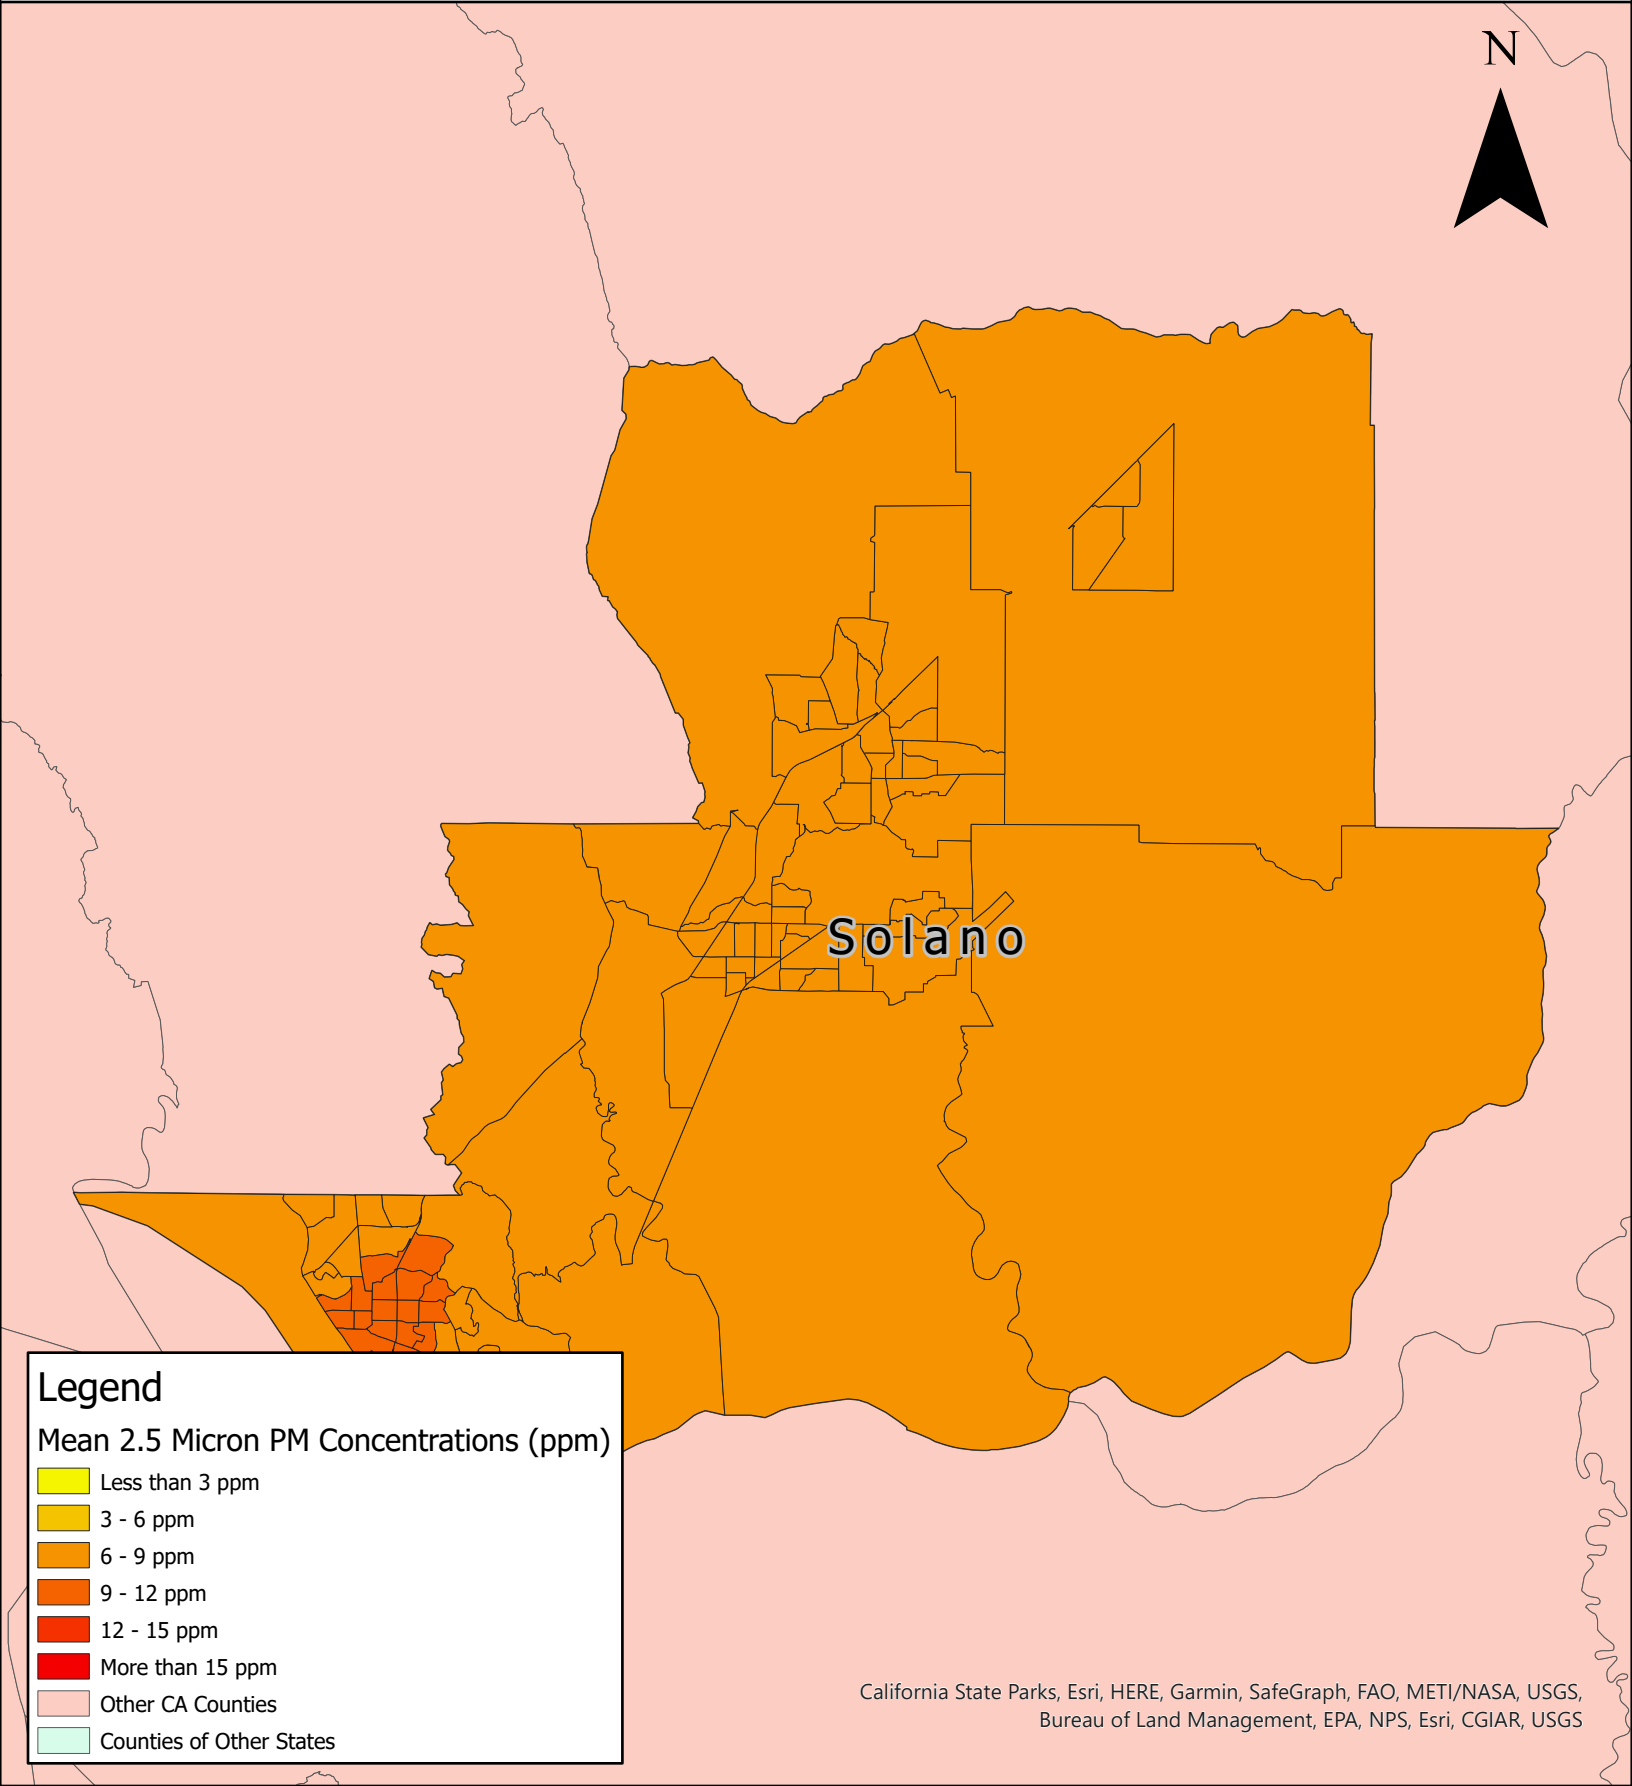 N
Solano
Legend
Mean 2.5 Micron PM Concentrations (ppm)
Less than 3 ppm
3 - 6 ppm
6 - 9 ppm
9 - 12 ppm
12 - 15 ppm
More than 15 ppm
Other CA Counties
Counties of Other States
California State Parks, Esri, HERE, Garmin, SafeGraph, FAO, METI/NASA, USGS,
Bureau of Land Management, EPA, NPS, Esri, CGIAR, USGS